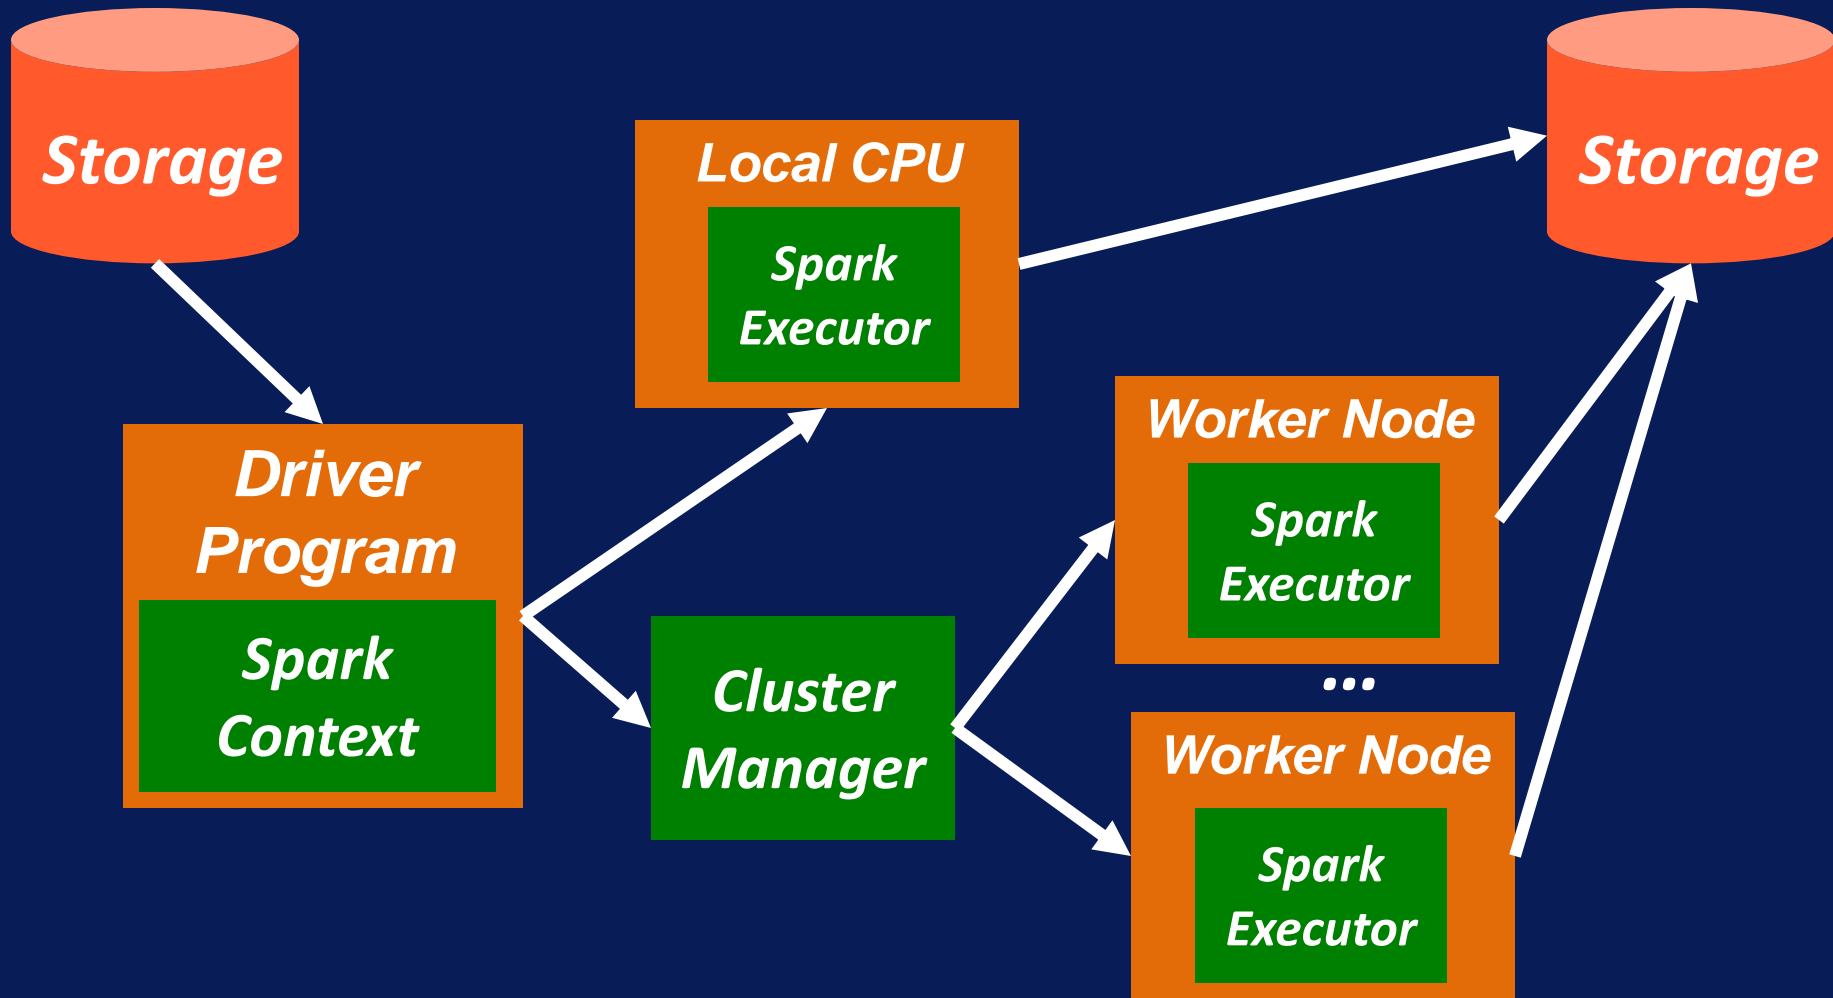 Storage
Storage
Local CPU
Spark
Executor
Driver
Program
Spark
Context
Cluster
Manager
Worker Node
Spark
Executor
...
Worker Node
Spark
Executor